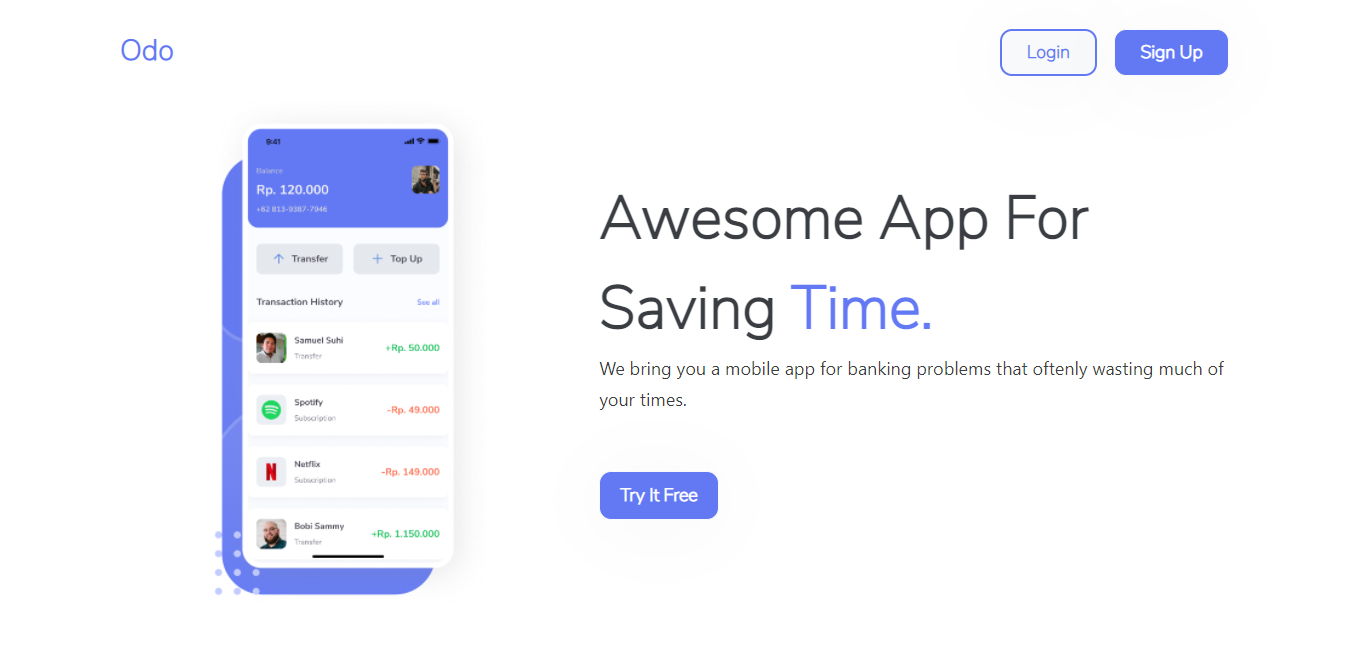 Odo
Login
Sign Up
9:41
Balance
Rp. 120.000
+62 813-9387-7946
Transfer
Top Up
Transaction History
See all
Samuel Suhi
+Rp. 50.000
Transfer
Spotify
-Rp. 49.000
Subscription
Netflix
-Rp. 149.000
Subscription
Bobi Sammy
+Rp. 1.150.000
Transfer
Awesome App For
Saving Time.
We bring you a mobile app for banking problems that oftenly wasting much of
your times.
Try It Free